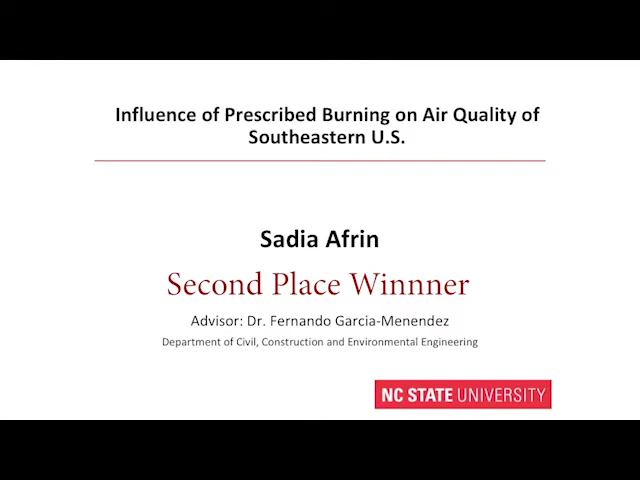 Influence of Prescribed Burning on Air Quality of
Southeastern U.S.
Sadia Afrin
Second Place Winnner
Advisor: Dr. Fernando Garcia-Menendez
Department of Civil, Construction and Environmental Engineering
NC STATE UNIVERSITY